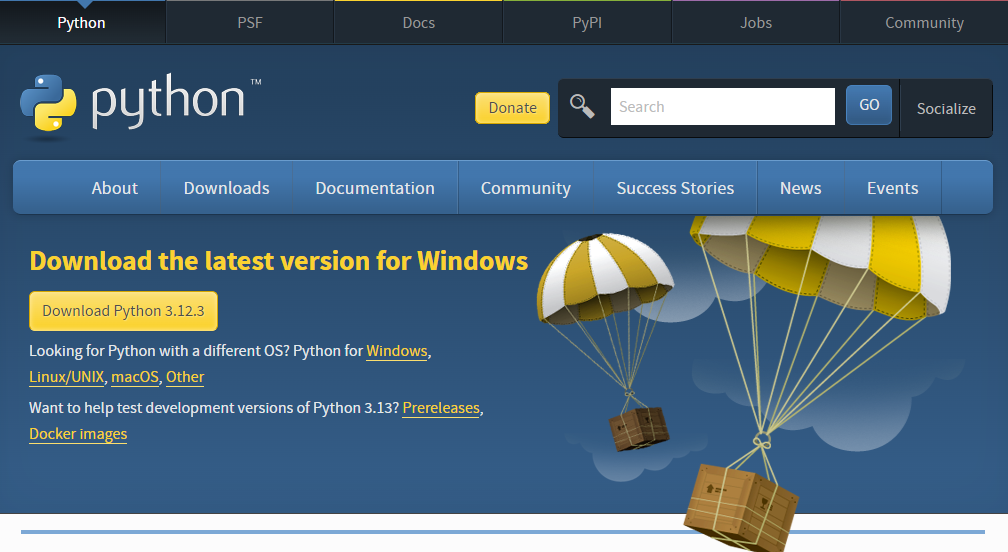 Python PSF Docs PyPI Jobs Community
python™
Donate Search GO Socialize
About Downloads Documentation Community Success Stories News Events
Download the latest version for Windows
Download Python 3.12.3
Looking for Python with a different OS? Python for Windows,
Linux/UNIX, macOS, Other
Want to help test development versions of Python 3.13? Prereleases,
Docker images